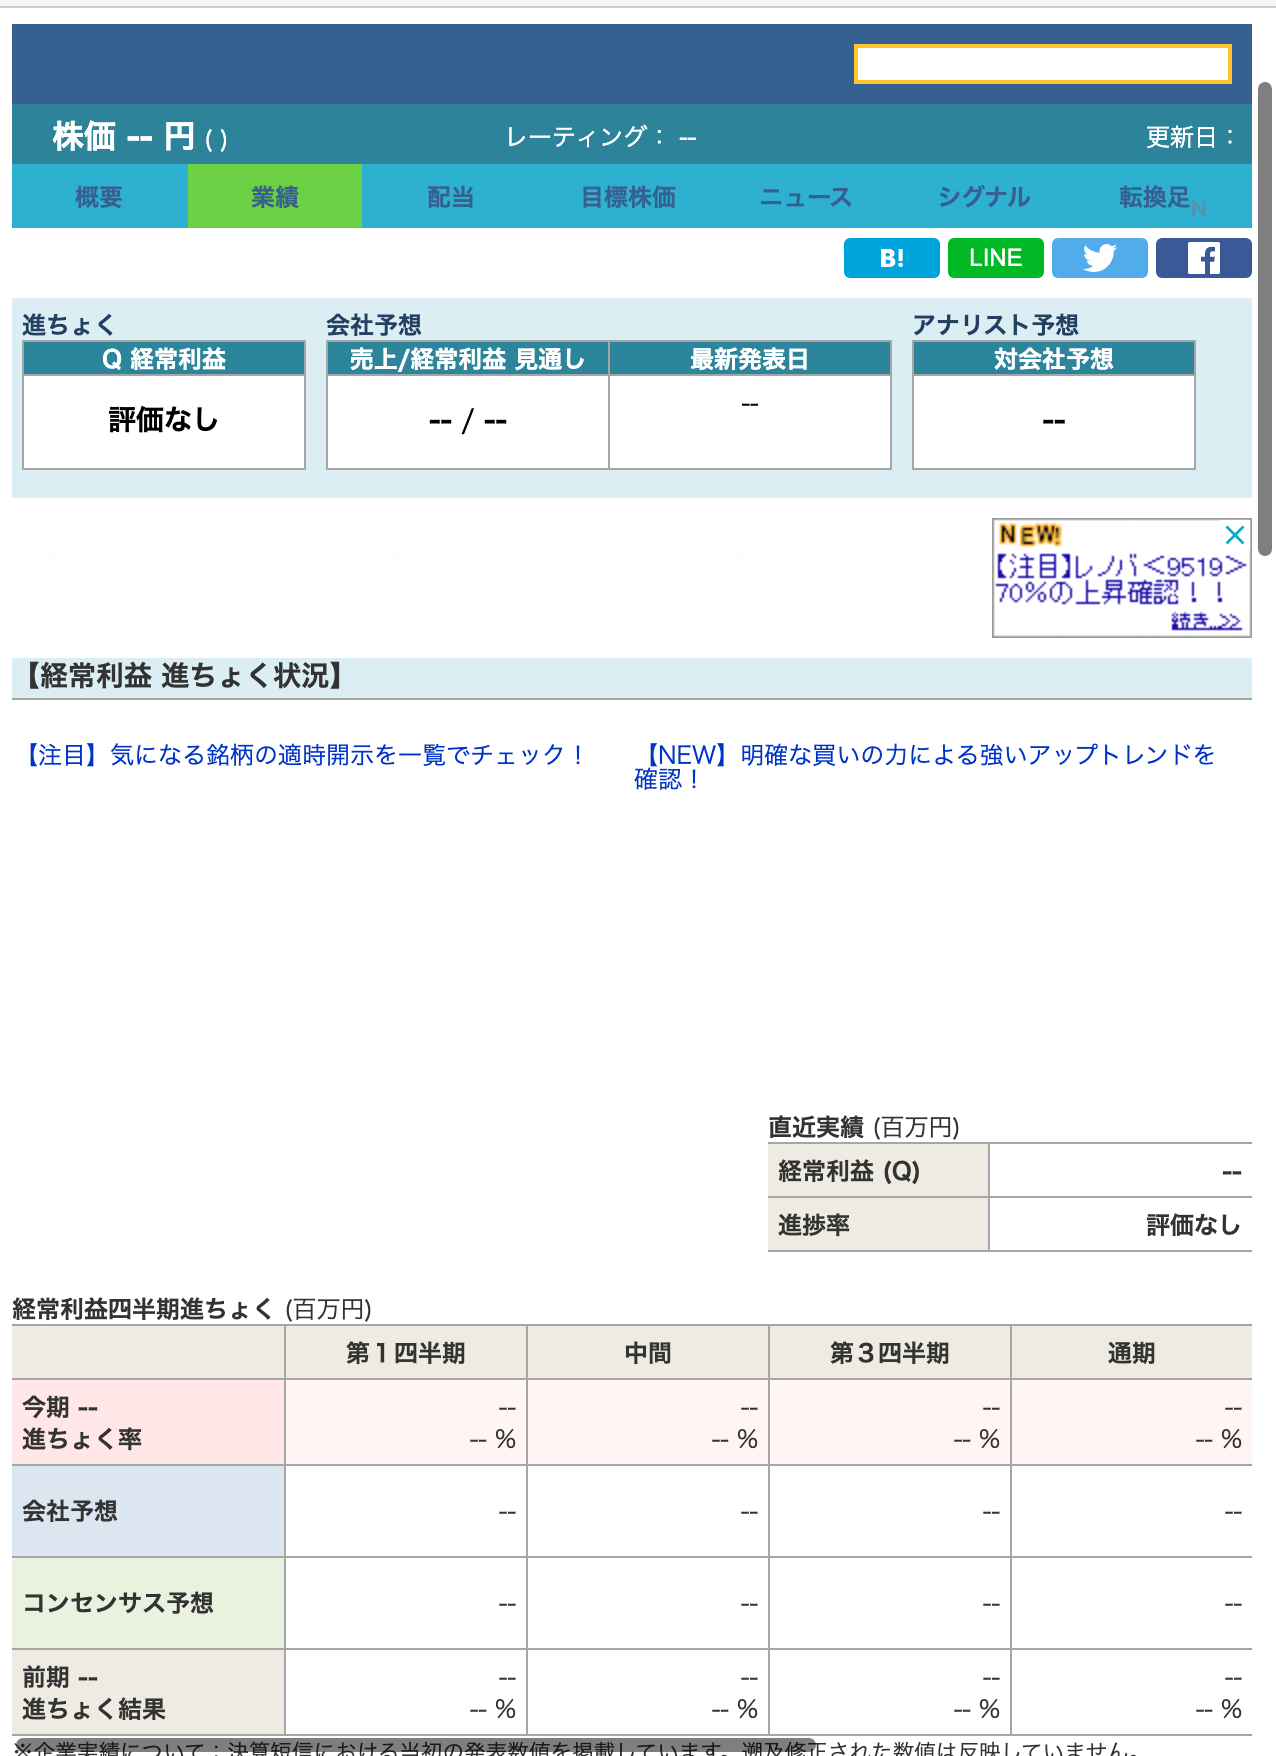 株価 -- 円 ( )
レーティング： --
更新日：
概要 業績 配当 目標株価 ニュース シグナル 転換足 N
B! LINE
進ちょく 会社予想 アナリスト予想
Q 経常利益 売上/経常利益 見通し 最新発表日 対会社予想
評価なし -- / -- -- --
NEW!
【注目】レノバ<9519>
70%の上昇確認！！
続き..>>
【経常利益 進ちょく状況】
【注目】気になる銘柄の適時開示を一覧でチェック！
【NEW】明確な買いの力による強いアップトレンドを
確認！
直近実績 (百万円)
経常利益 (Q) --
進捗率 評価なし
経常利益四半期進ちょく (百万円)
第１四半期 中間 第３四半期 通期
今期 -- -- -- -- --
進ちょく率 -- % -- % -- % -- %
会社予想 -- -- -- --
コンセンサス予想 -- -- -- --
前期 -- -- -- -- --
進ちょく結果 -- % -- % -- % -- %
※企業実績について：決算短信における当初の発表数値を掲載しています。遡及修正された数値は反映していません。